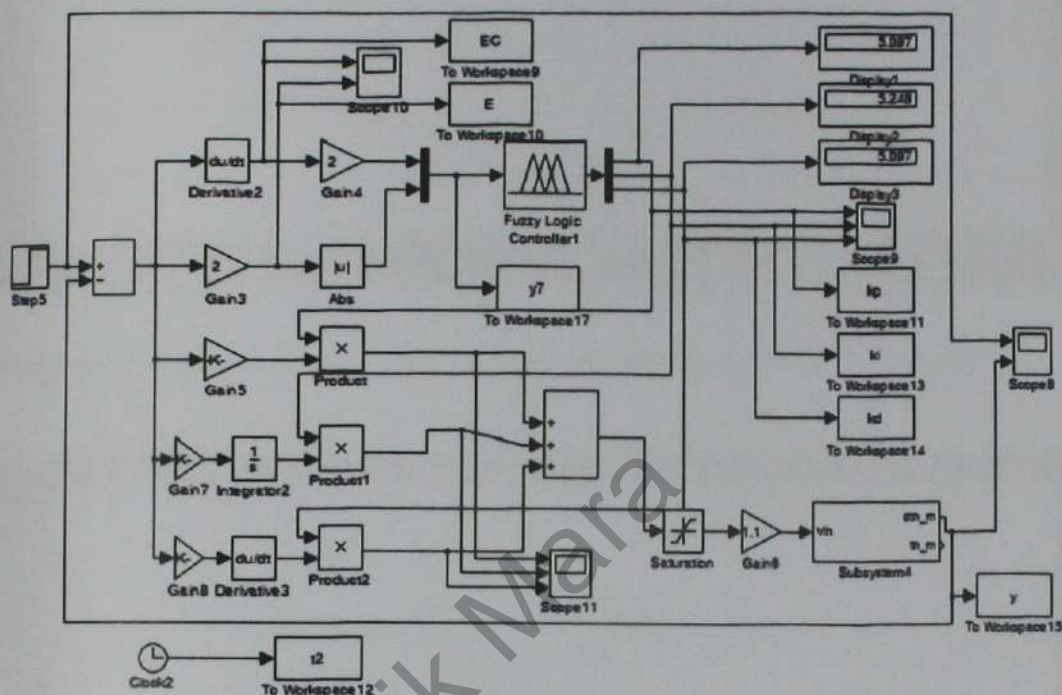 EC
To Workspace9
Scope10
E
To Workspace10
5.097
Display1
5.248
Display2
5.097
Display3
du/dt
Derivative2
2
Gain4
Fuzzy Logic
Controller1
Scope9
Step5
+
−
2
Gain3
|u|
Abs
y7
To Workspace17
kp
To Workspace11
-K-
Gain5
×
Product
ki
To Workspace13
Scope8
kd
To Workspace14
+
+
+
-K-
Gain7
1
s
Integrator2
×
Product1
-K-
Gain8
du/dt
Derivative3
×
Product2
Scope11
Saturation
1.1
Gain6
vin
Subsystem4
y
To Workspace15
Clock2
t2
To Workspace12
ik Mara